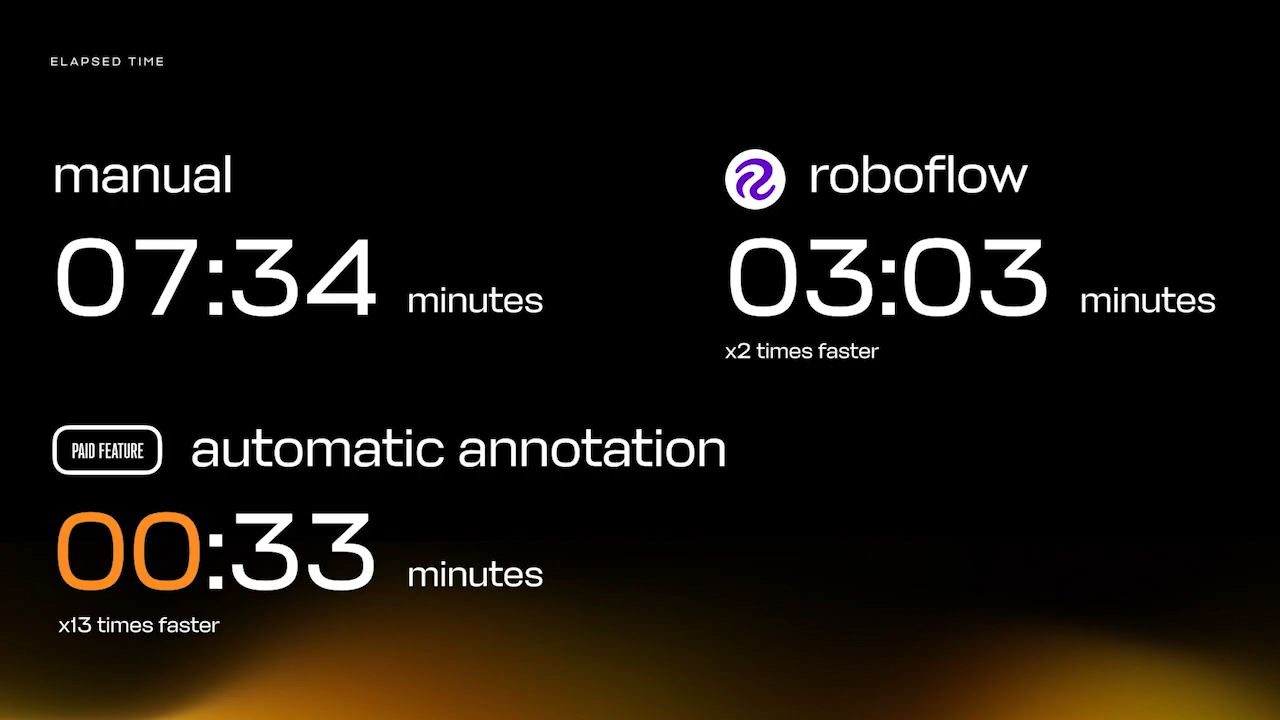 ELAPSED TIME
manual
07:34 minutes
roboflow
03:03 minutes
x2 times faster
PAID FEATURE automatic annotation
00:33 minutes
x13 times faster